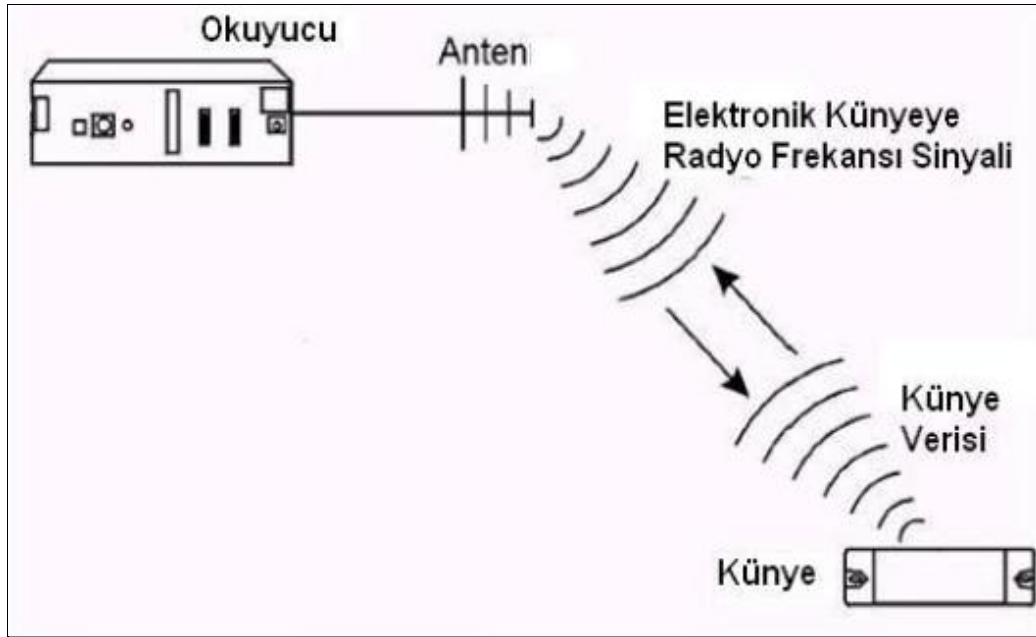 Okuyucu
Anten
Elektronik Künyeye
Radyo Frekansı Sinyali
Künye
Verisi
Künye